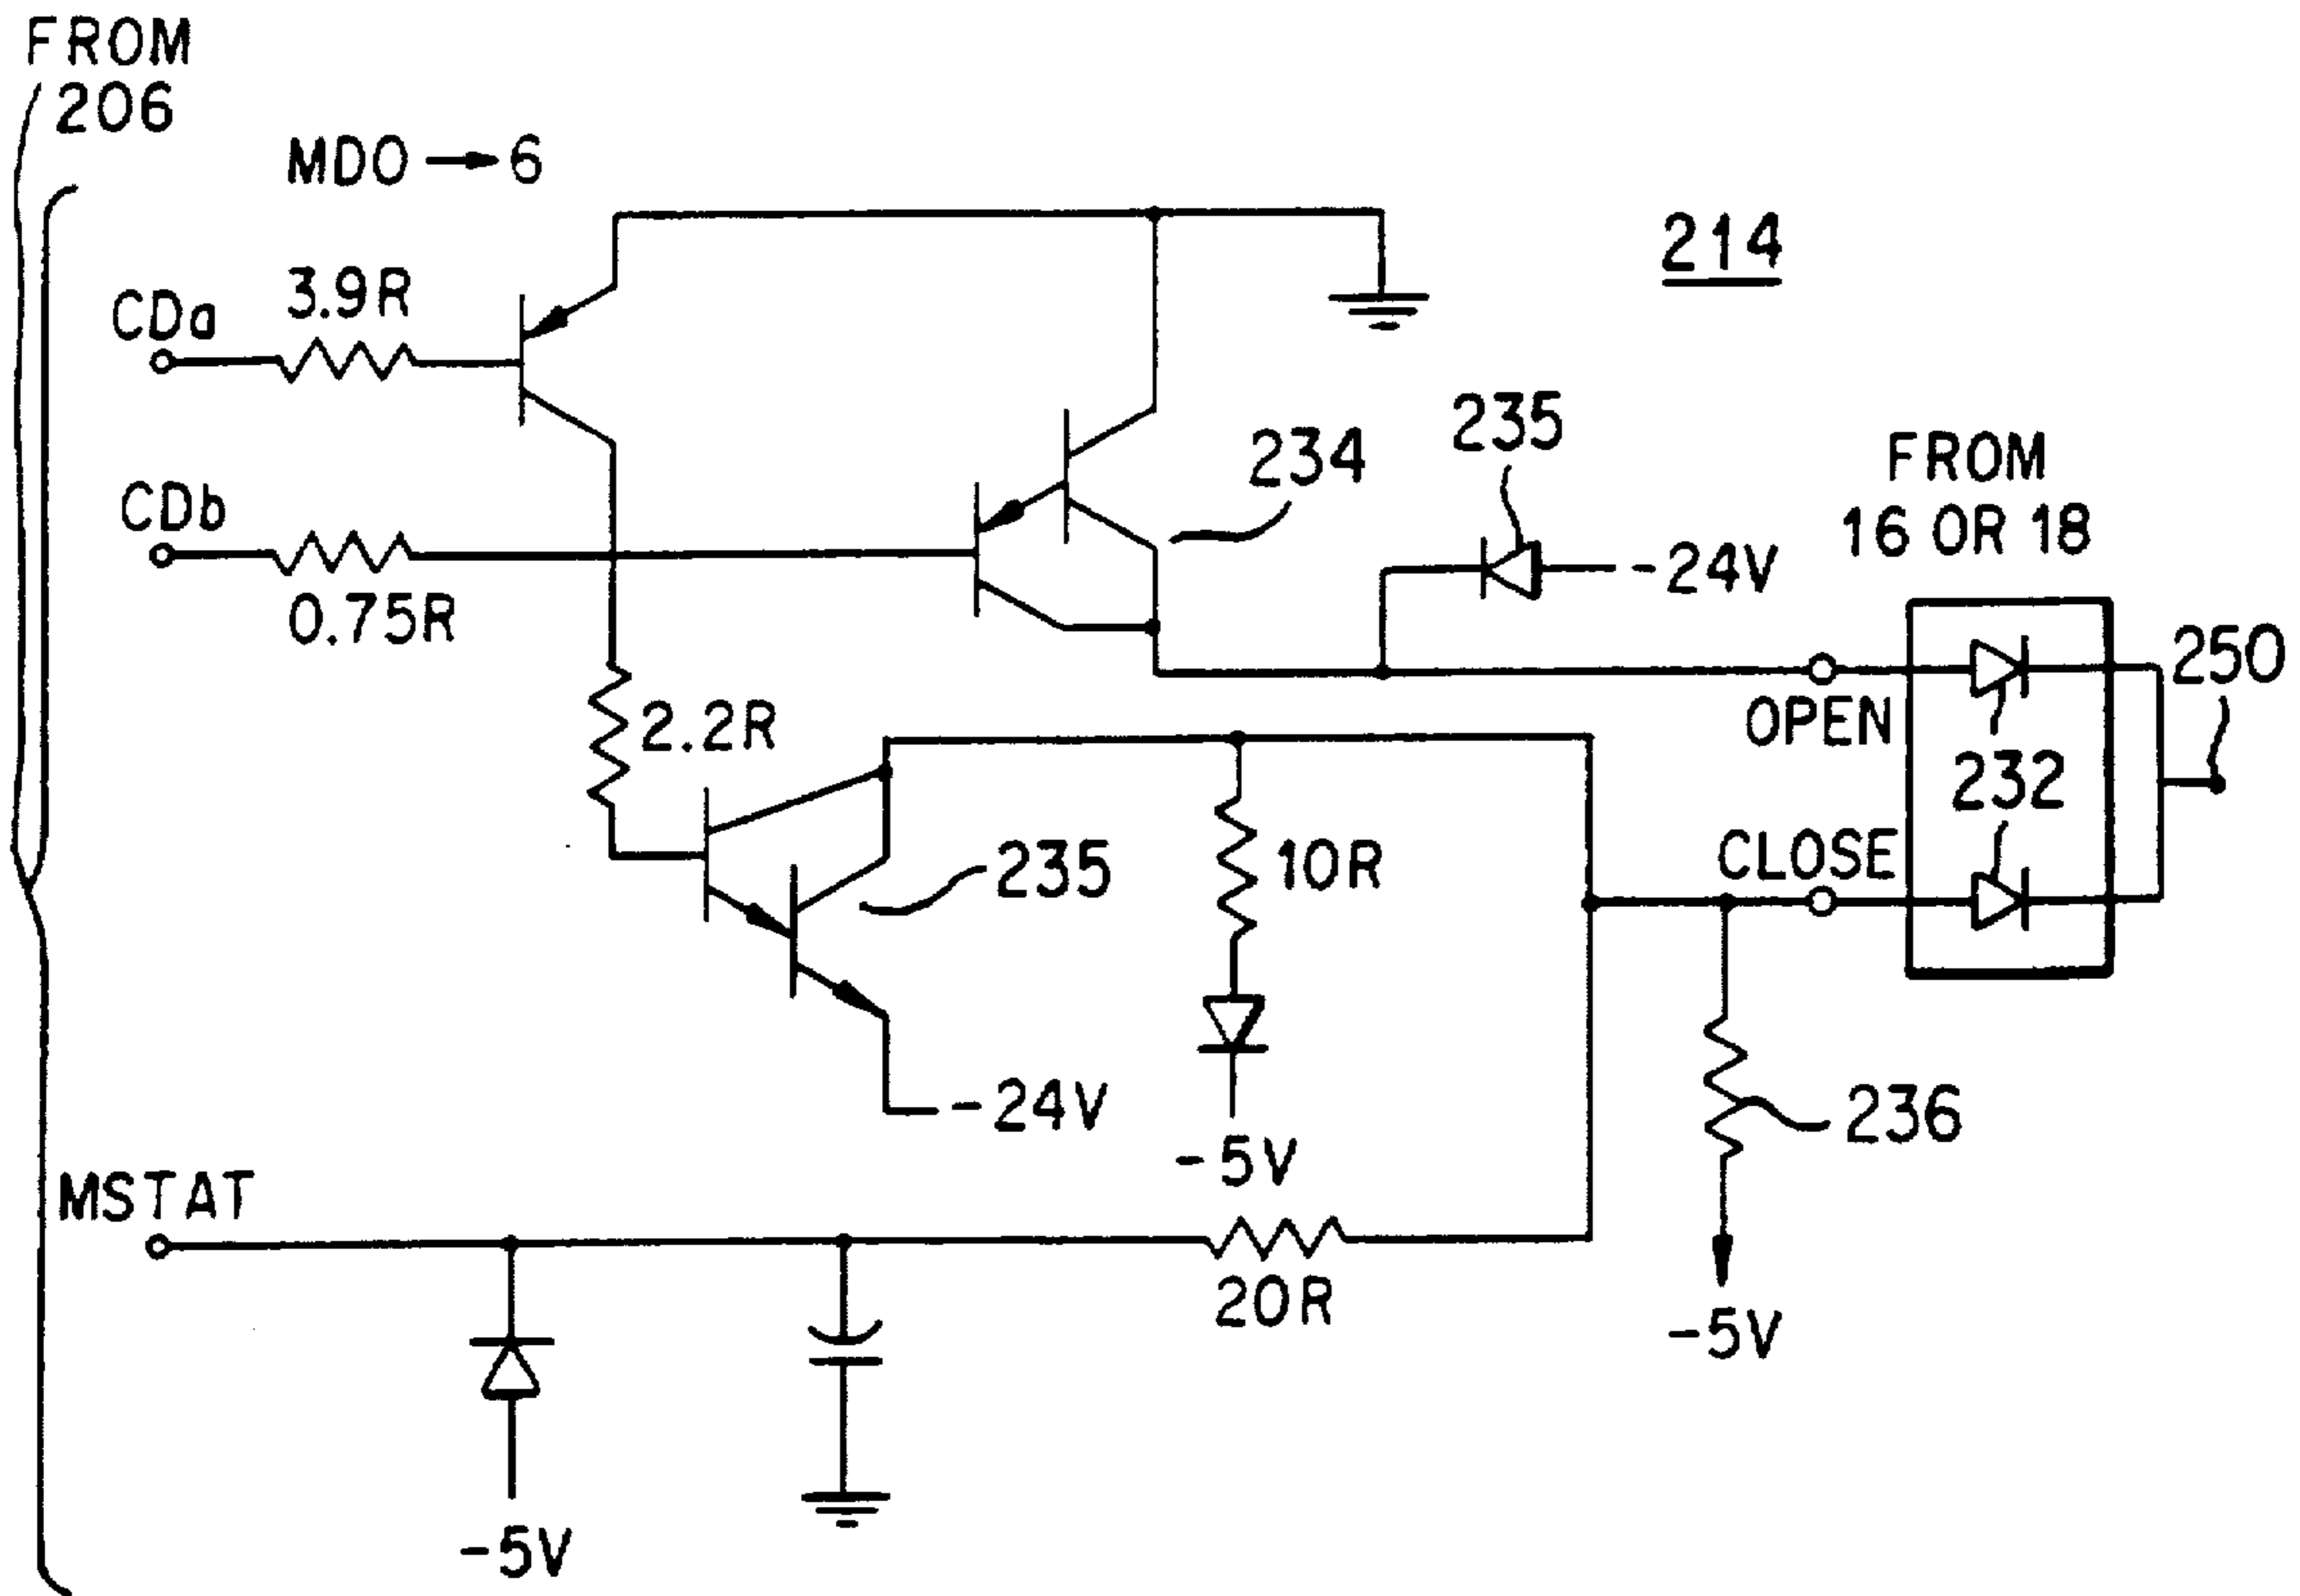 FROM
206
MDO → 6
214
3.9R
CDa
234
235
FROM
16 OR 18
CDb
-24V
0.75R
250
2.2R
OPEN
232
CLOSE
235
10R
-24V
236
-5V
MSTAT
20R
-5V
-5V